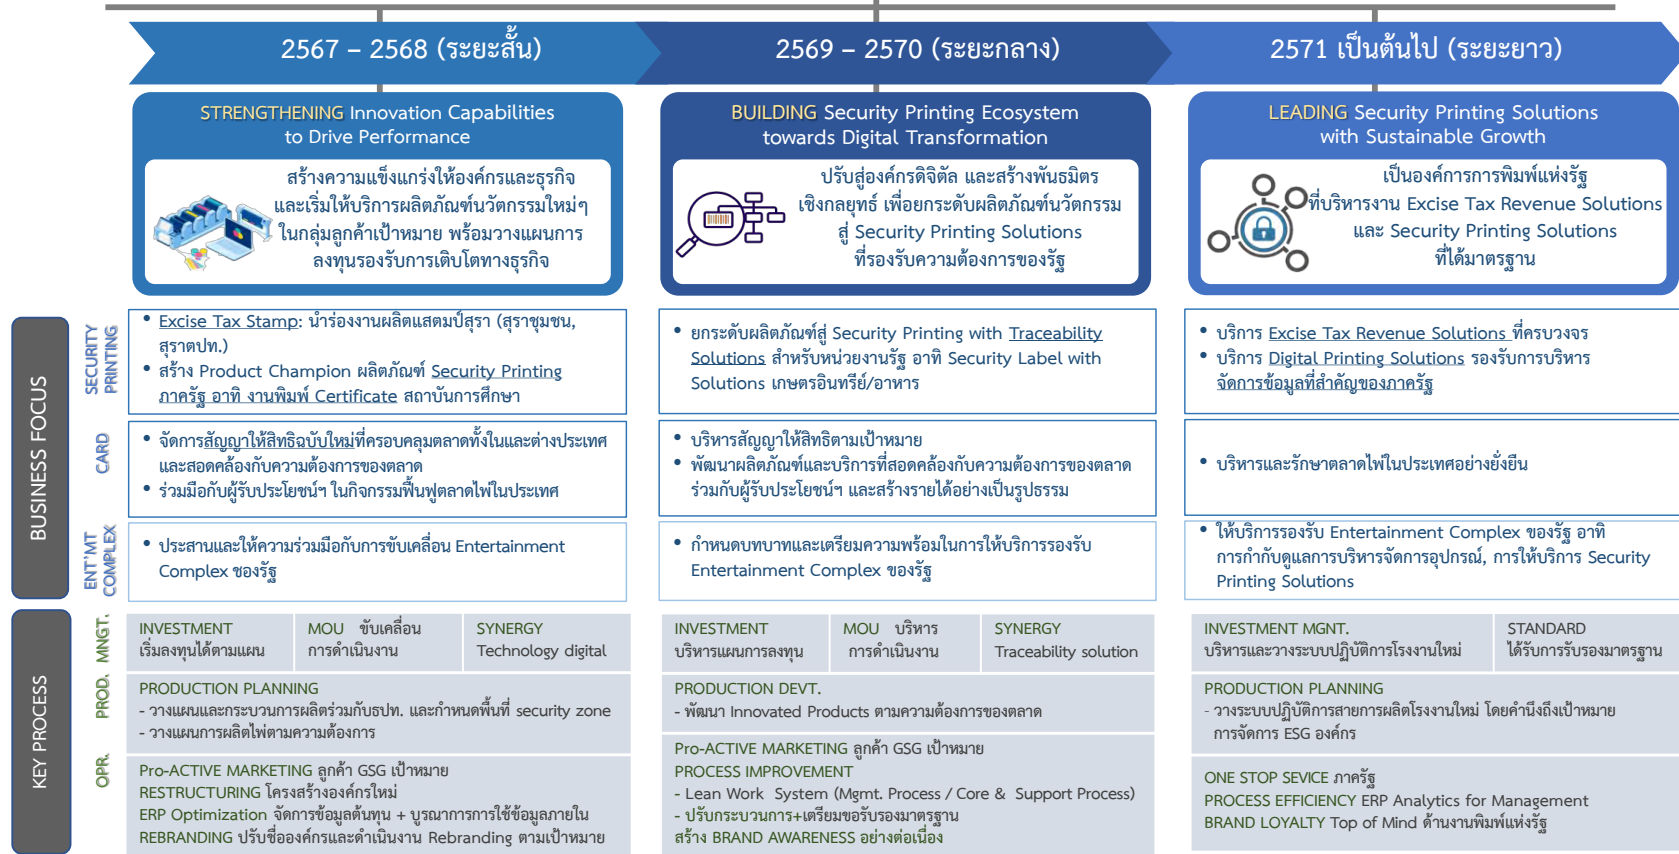 2567 – 2568 (ระยะสั้น)
2569 – 2570 (ระยะกลาง)
2571 เป็นต้นไป (ระยะยาว)
STRENGTHENING Innovation Capabilities
to Drive Performance
สร้างความแข็งแกร่งให้องค์กรและธุรกิจ
และเริ่มให้บริการผลิตภัณฑ์นวัตกรรมใหม่ๆ
ในกลุ่มลูกค้าเป้าหมาย พร้อมวางแผนการ
ลงทุนรองรับการเติบโตทางธุรกิจ
BUILDING Security Printing Ecosystem
towards Digital Transformation
ปรับสู่องค์กรดิจิตัล และสร้างพันธมิตร
เชิงกลยุทธ์ เพื่อยกระดับผลิตภัณฑ์นวัตกรรม
สู่ Security Printing Solutions
ที่รองรับความต้องการของรัฐ
LEADING Security Printing Solutions
with Sustainable Growth
เป็นองค์การการพิมพ์แห่งรัฐ
ที่บริหารงาน Excise Tax Revenue Solutions
และ Security Printing Solutions
ที่ได้มาตรฐาน
BUSINESS FOCUS
SECURITY
PRINTING
• Excise Tax Stamp: นำร่องงานผลิตแสตมป์สุรา (สุราชุมชน,
สุราตปท.)
• สร้าง Product Champion ผลิตภัณฑ์ Security Printing
ภาครัฐ อาทิ งานพิมพ์ Certificate สถาบันการศึกษา
• ยกระดับผลิตภัณฑ์สู่ Security Printing with Traceability
Solutions สำหรับหน่วยงานรัฐ อาทิ Security Label with
Solutions เกษตรอินทรีย์/อาหาร
• บริการ Excise Tax Revenue Solutions ที่ครบวงจร
• บริการ Digital Printing Solutions รองรับการบริหาร
จัดการข้อมูลที่สำคัญของภาครัฐ
CARD
• จัดการสัญญาให้สิทธิฉบับใหม่ที่ครอบคลุมตลาดทั้งในและต่างประเทศ
และสอดคล้องกับความต้องการของตลาด
• ร่วมมือกับผู้รับประโยชน์ฯ ในกิจกรรมฟื้นฟูตลาดไพ่ในประเทศ
• บริหารสัญญาให้สิทธิตามเป้าหมาย
• พัฒนาผลิตภัณฑ์และบริการที่สอดคล้องกับความต้องการของตลาด
ร่วมกับผู้รับประโยชน์ฯ และสร้างรายได้อย่างเป็นรูปธรรม
• บริหารและรักษาตลาดไพ่ในประเทศอย่างยั่งยืน
ENT'MT
COMPLEX
• ประสานและให้ความร่วมมือกับการขับเคลื่อน Entertainment
Complex ของรัฐ
• กำหนดบทบาทและเตรียมความพร้อมในการให้บริการรองรับ
Entertainment Complex ของรัฐ
• ให้บริการรองรับ Entertainment Complex ของรัฐ อาทิ
การกำกับดูแลการบริหารจัดการอุปกรณ์, การให้บริการ Security
Printing Solutions
KEY PROCESS
MNGT.
INVESTMENT
เริ่มลงทุนได้ตามแผน
MOU ขับเคลื่อน
การดำเนินงาน
SYNERGY
Technology digital
INVESTMENT
บริหารแผนการลงทุน
MOU บริหาร
การดำเนินงาน
SYNERGY
Traceability solution
INVESTMENT MGNT.
บริหารและวางระบบปฏิบัติการโรงงานใหม่
STANDARD
ได้รับการรับรองมาตรฐาน
PROD.
PRODUCTION PLANNING
- วางแผนและกระบวนการผลิตร่วมกับธปท. และกำหนดพื้นที่ security zone
- วางแผนการผลิตไพ่ตามความต้องการ
PRODUCTION DEVT.
- พัฒนา Innovated Products ตามความต้องการของตลาด
PRODUCTION PLANNING
- วางระบบปฏิบัติการสายการผลิตโรงงานใหม่ โดยคำนึงถึงเป้าหมาย
การจัดการ ESG องค์กร
OPR.
Pro-ACTIVE MARKETING ลูกค้า GSG เป้าหมาย
RESTRUCTURING โครงสร้างองค์กรใหม่
ERP Optimization จัดการข้อมูลต้นทุน + บูรณาการการใช้ข้อมูลภายใน
REBRANDING ปรับชื่อองค์กรและดำเนินงาน Rebranding ตามเป้าหมาย
Pro-ACTIVE MARKETING ลูกค้า GSG เป้าหมาย
PROCESS IMPROVEMENT
- Lean Work System (Mgmt. Process / Core & Support Process)
- ปรับกระบวนการ+เตรียมขอรับรองมาตรฐาน
สร้าง BRAND AWARENESS อย่างต่อเนื่อง
ONE STOP SEVICE ภาครัฐ
PROCESS EFFICIENCY ERP Analytics for Management
BRAND LOYALTY Top of Mind ด้านงานพิมพ์แห่งรัฐ